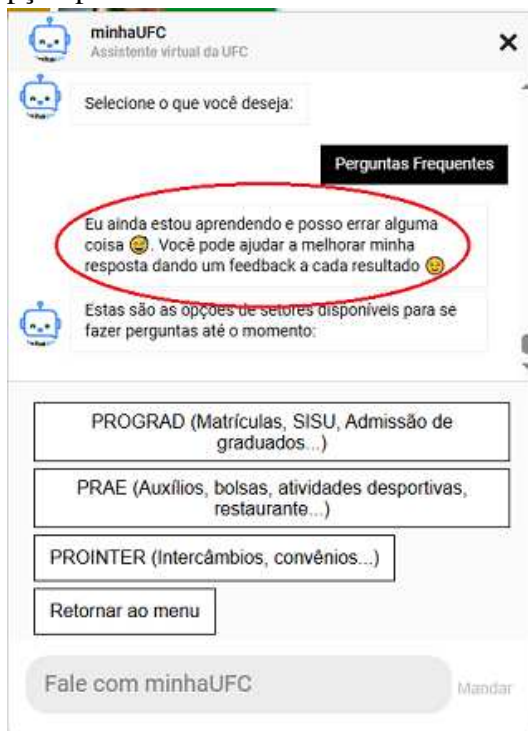 minhaUFC
Assistente virtual da UFC
Selecione o que você deseja:
Perguntas Frequentes
Eu ainda estou aprendendo e posso errar alguma
coisa 😅. Você pode ajudar a melhorar minha
resposta dando um feedback a cada resultado 😉
Estas são as opções de setores disponíveis para se
fazer perguntas até o momento:
PROGRAD (Matrículas, SISU, Admissão de
graduados...)
PRAE (Auxílios, bolsas, atividades desportivas,
restaurante...)
PROINTER (Intercâmbios, convênios...)
Retornar ao menu
Fale com minhaUFC
Mandar